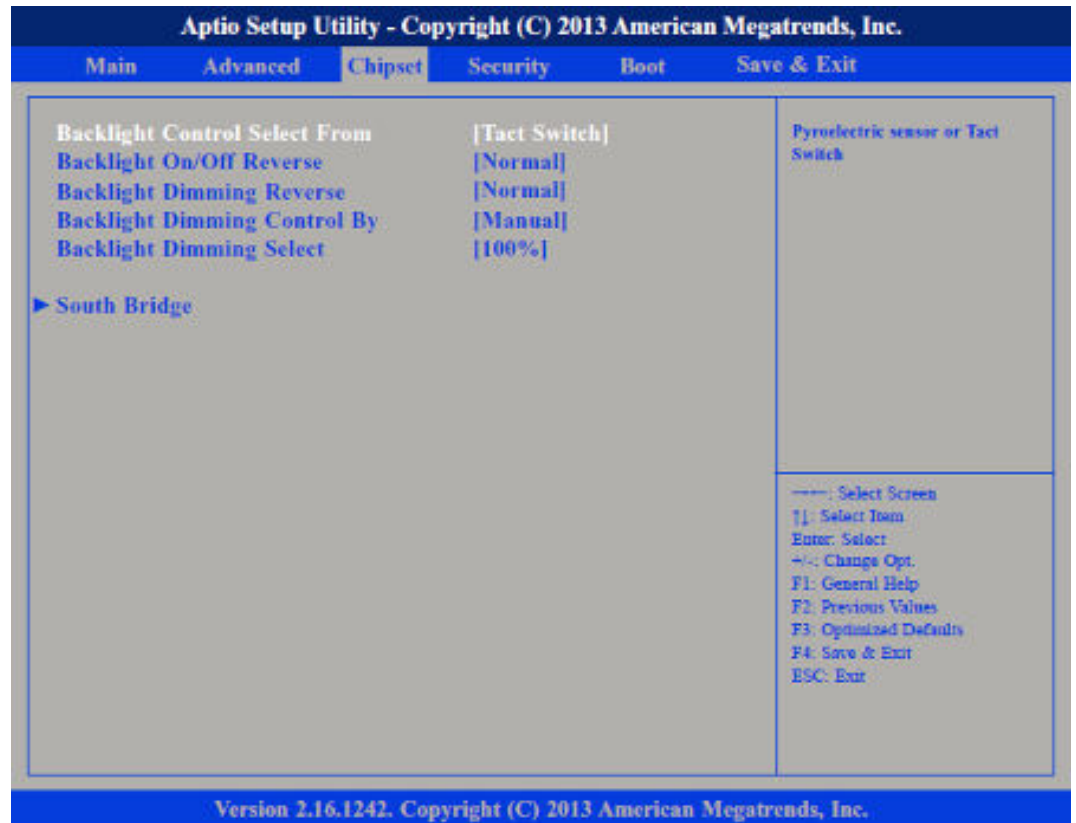 Aptio Setup Utility - Copyright (C) 2013 American Megatrends, Inc.
Main Advanced Chipset Security Boot Save & Exit
Backlight Control Select From [Tact Switch]
Backlight On/Off Reverse [Normal]
Backlight Dimming Reverse [Normal]
Backlight Dimming Control By [Manual]
Backlight Dimming Select [100%]
► South Bridge
Pyroelectric sensor or Tact
Switch
→←: Select Screen
↑↓: Select Item
Enter: Select
+/-: Change Opt.
F1: General Help
F2: Previous Values
F3: Optimized Defaults
F4: Save & Exit
ESC: Exit
Version 2.16.1242. Copyright (C) 2013 American Megatrends, Inc.